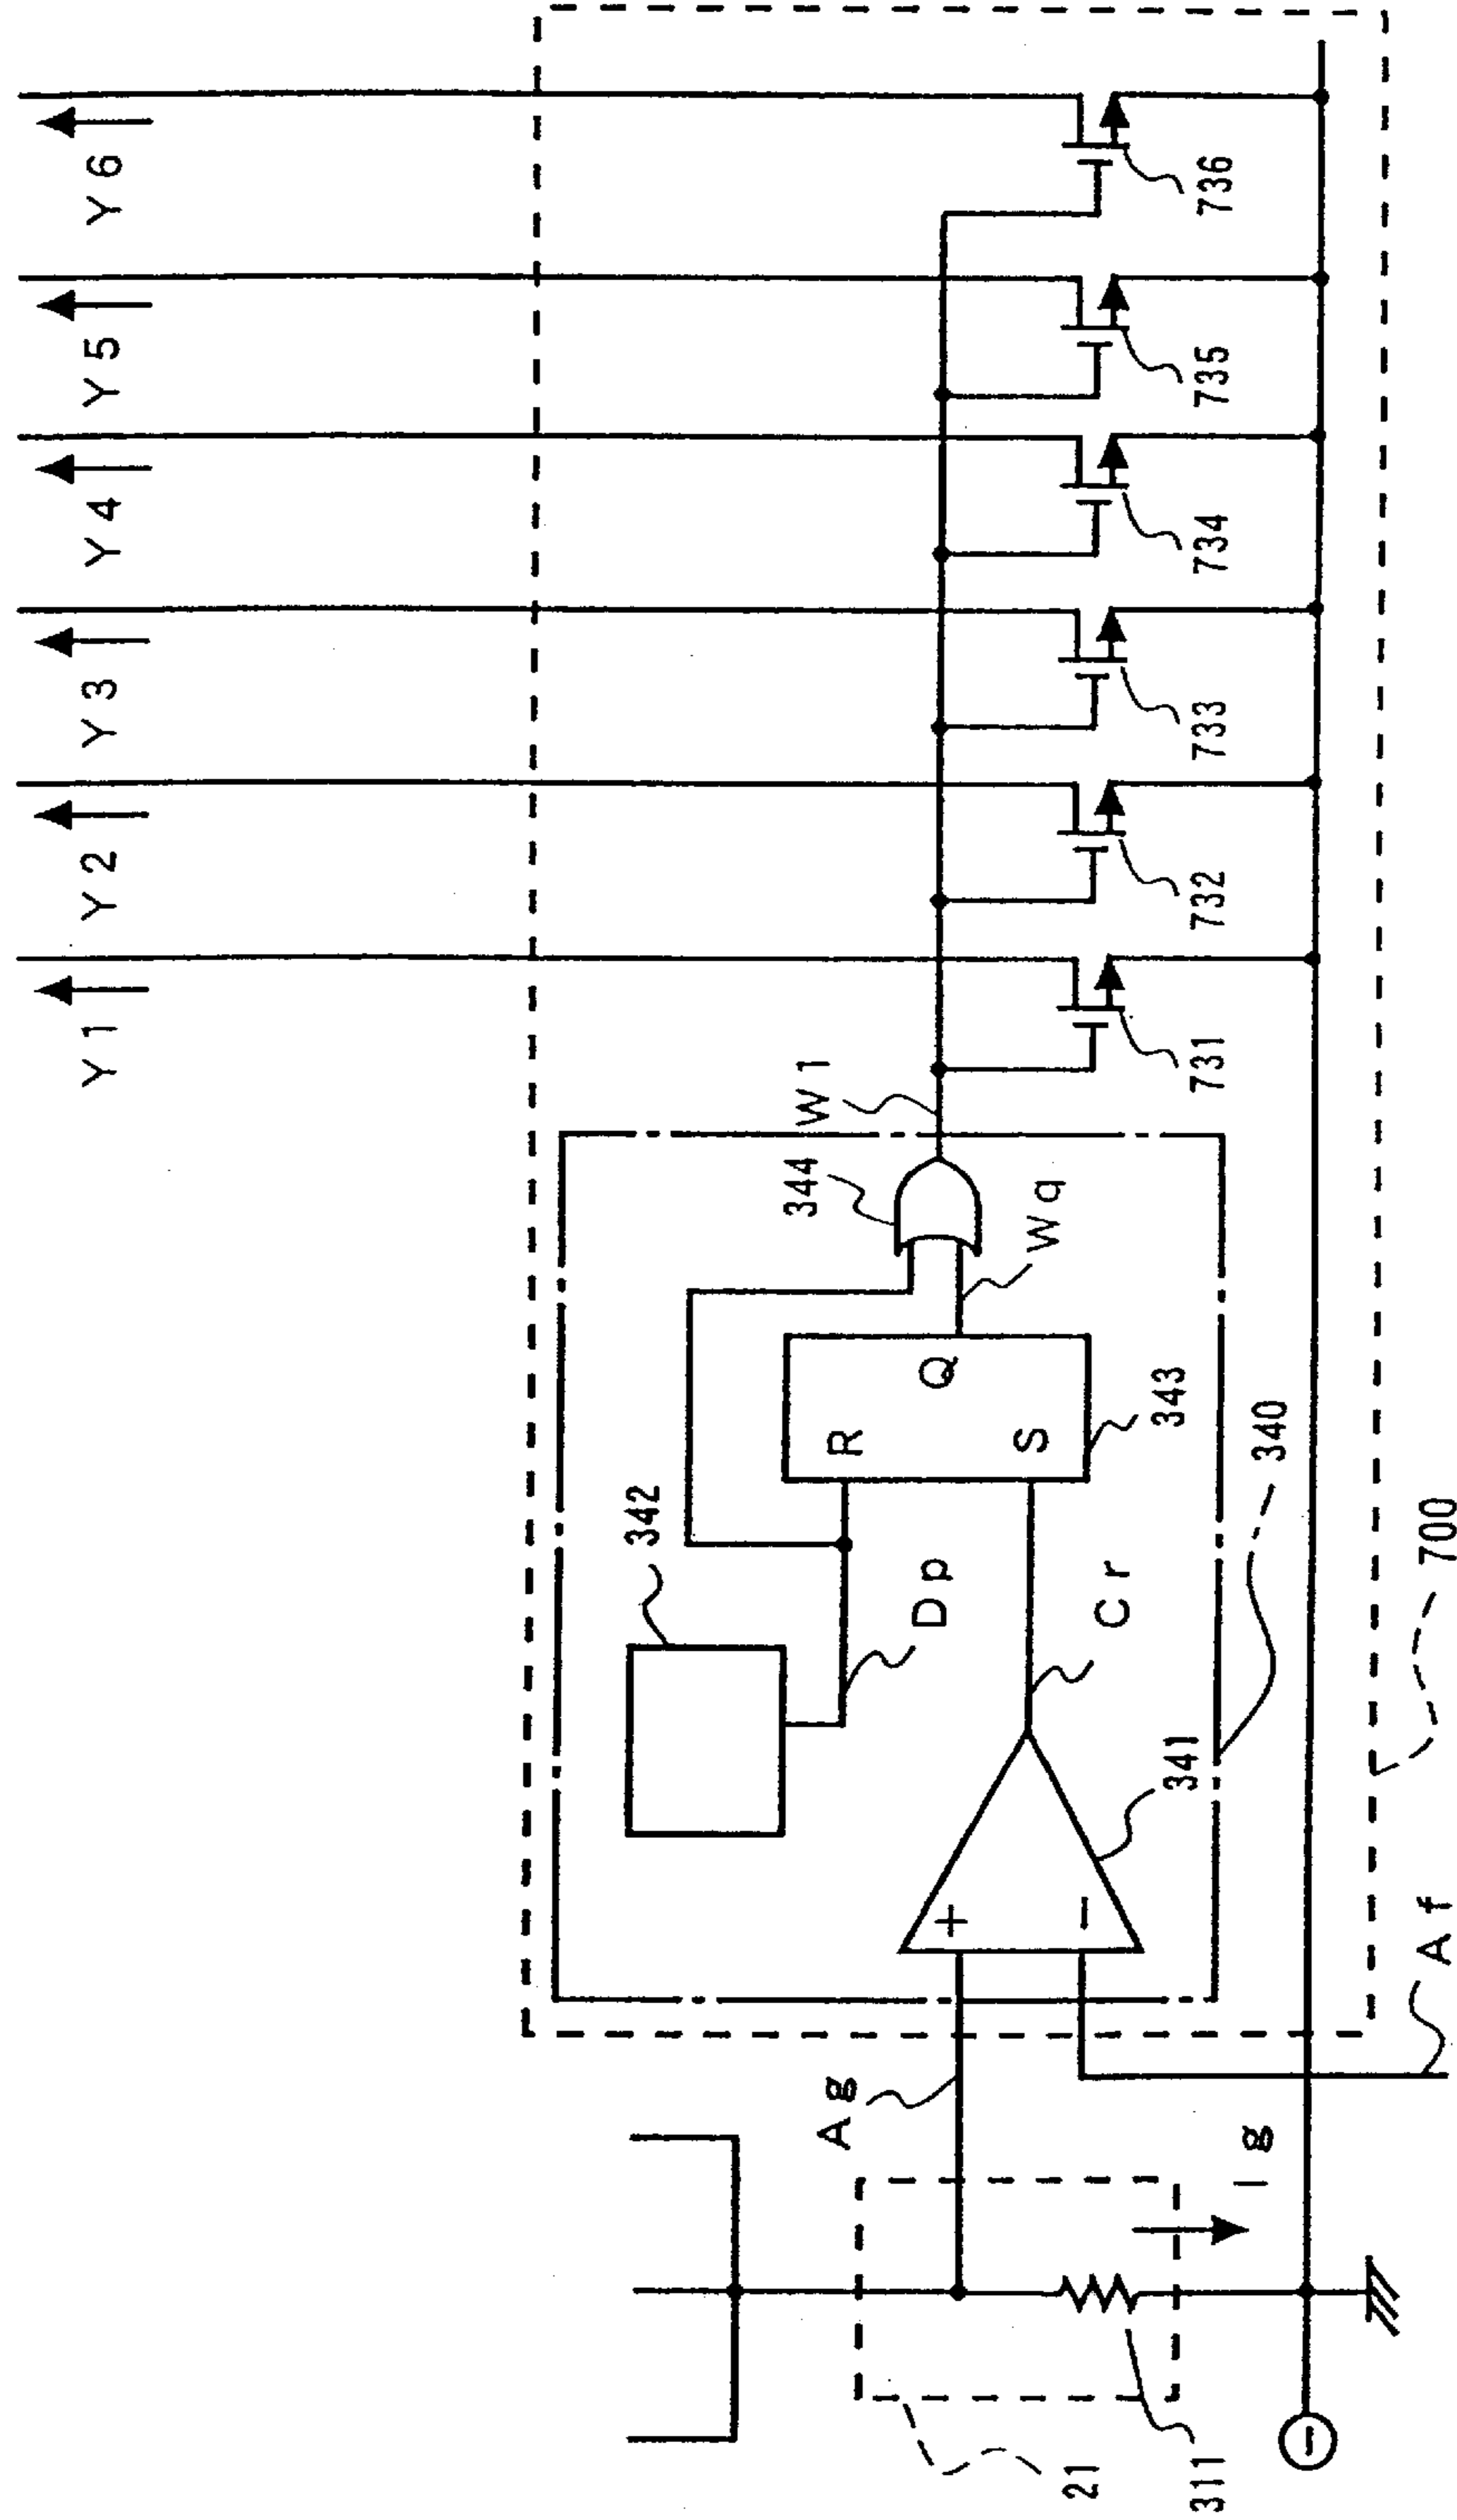 Y1
Y2
Y3
Y4
Y5
Y6
W1
344
Wq
342
R
Q
S
343
Dp
Cr
+
−
341
340
700
731
732
733
734
735
736
Ag
Af
Ig
21
311
−